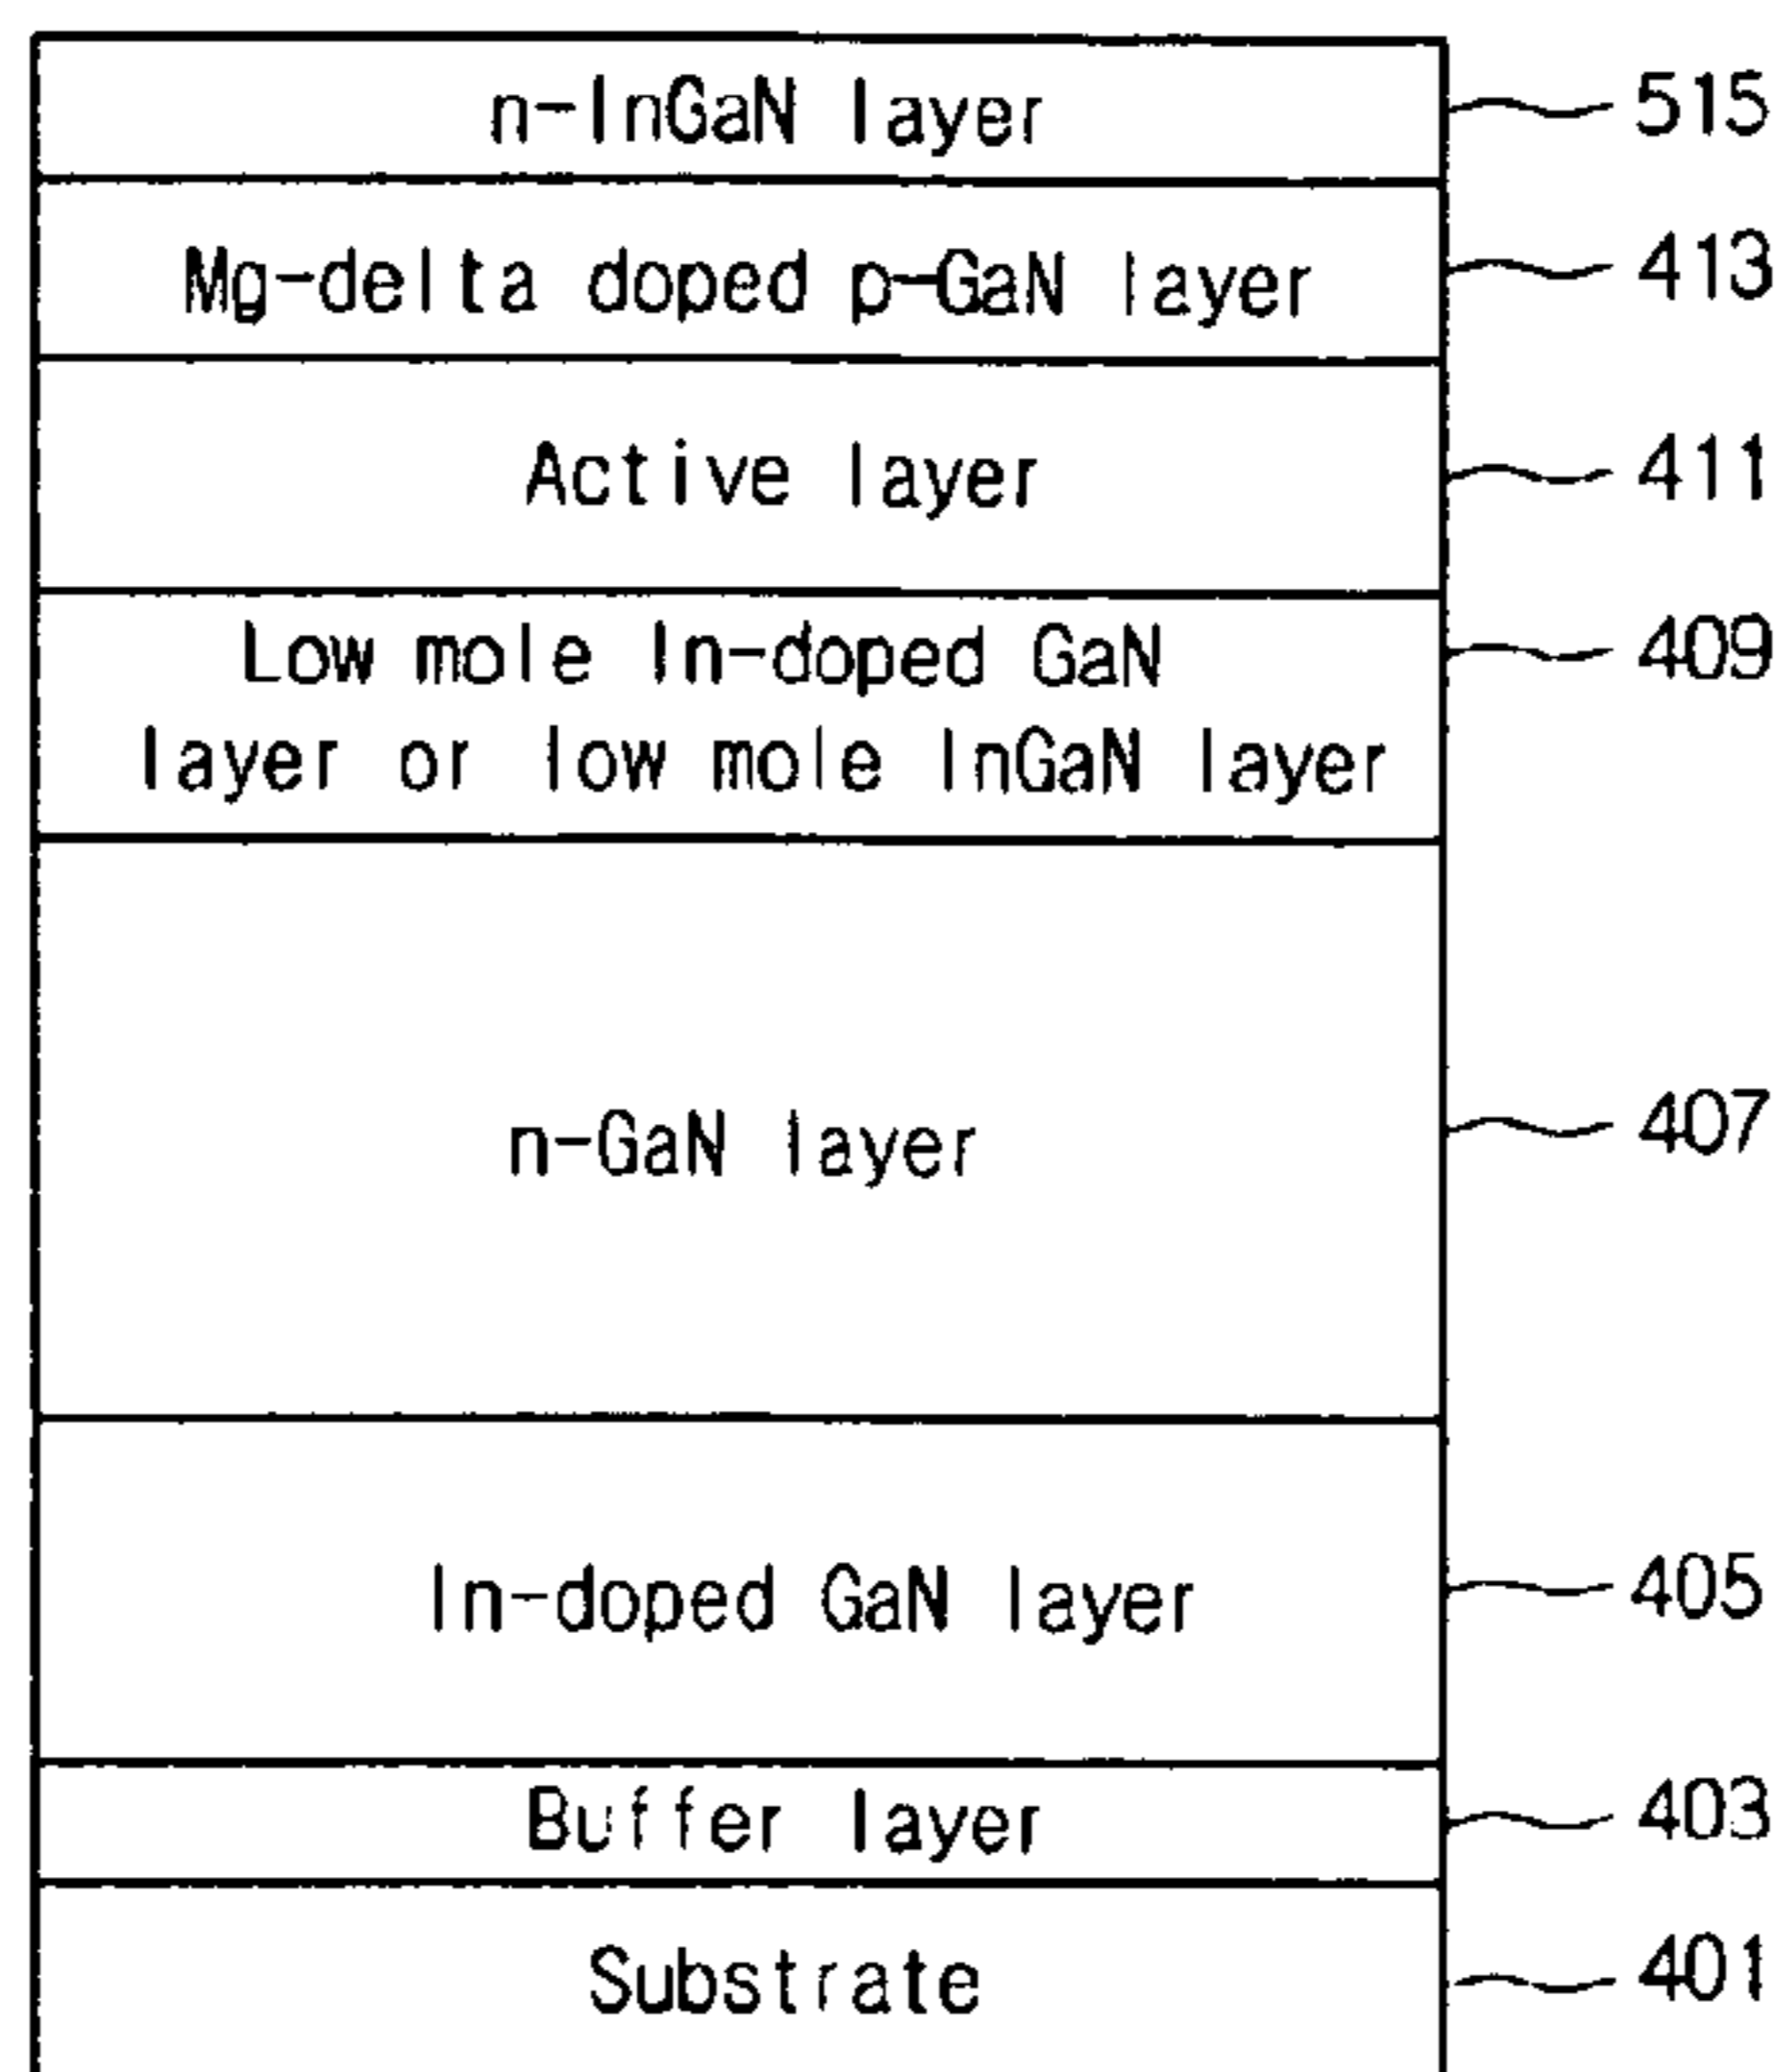 n-InGaN layer 515
Mg-delta doped p-GaN layer 413
Active layer 411
Low mole In-doped GaN 409
layer or low mole InGaN layer
n-GaN layer 407
In-doped GaN layer 405
Buffer layer 403
Substrate 401